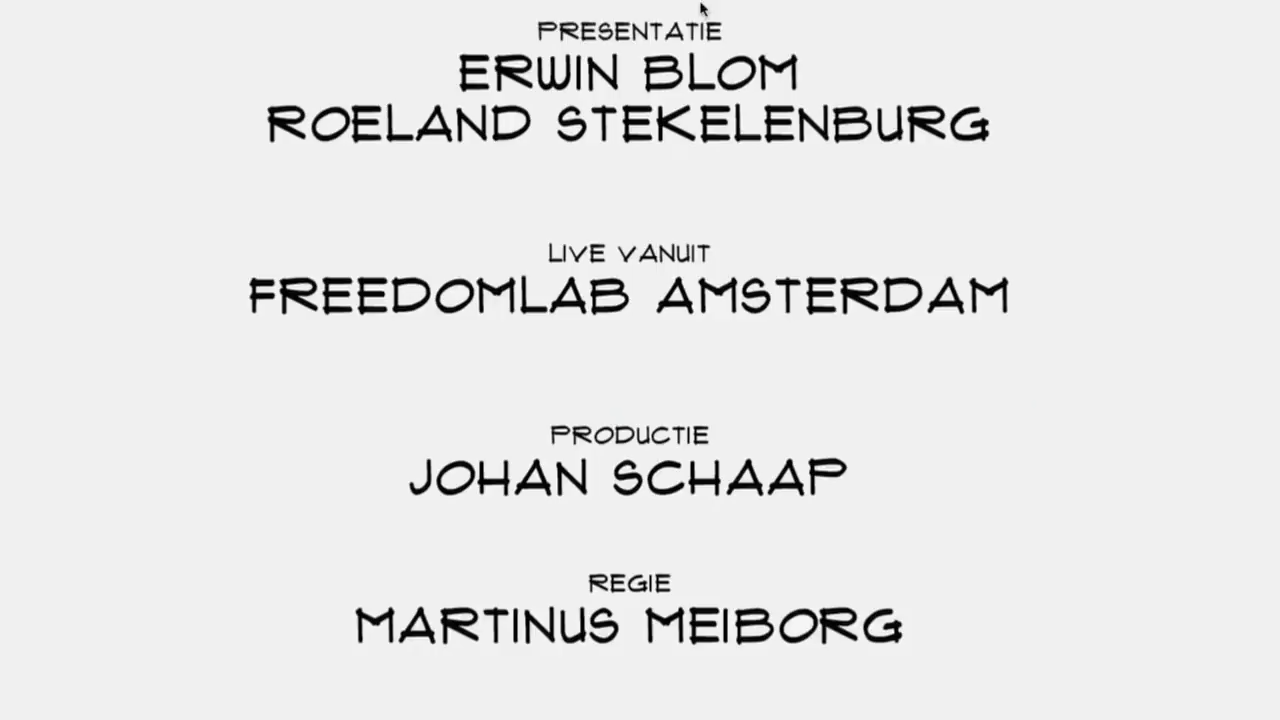 PRESENTATIE
ERWIN BLOM
ROELAND STEKELENBURG
LIVE VANUIT
FREEDOMLAB AMSTERDAM
PRODUCTIE
JOHAN SCHAAP
REGIE
MARTINUS MEIBORG